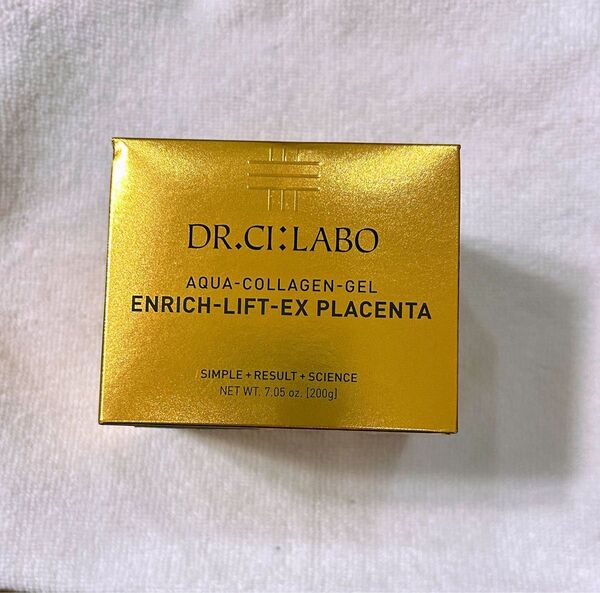 DR.CI:LABO
AQUA-COLLAGEN-GEL
ENRICH-LIFT-EX PLACENTA
SIMPLE+RESULT+SCIENCE
NET WT. 7.05 oz. [200g]